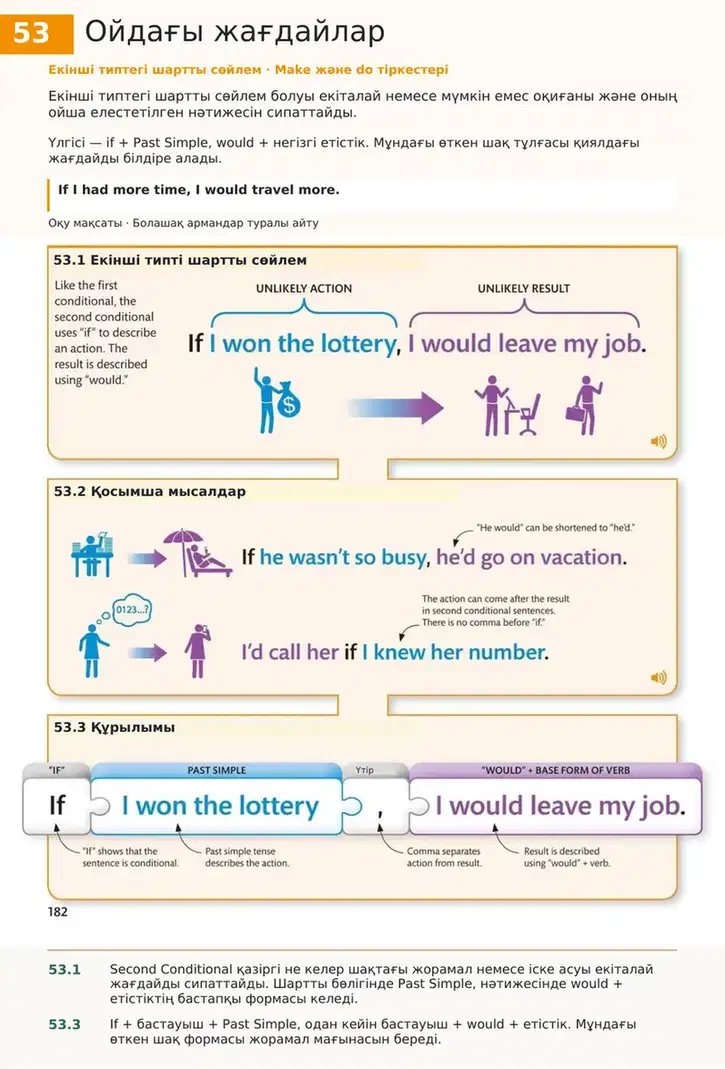 53
Ойдағы жағдайлар
Екінші типтегі шартты сөйлем · Make және do тіркестері
Екінші типтегі шартты сөйлем болуы екіталай немесе мүмкін емес оқиғаны және оның
ойша елестетілген нәтижесін сипаттайды.
Үлгісі — if + Past Simple, would + негізгі етістік. Мұндағы өткен шақ тұлғасы қиялдағы
жағдайды білдіре алады.
If I had more time, I would travel more.
Оқу мақсаты · Болашақ армандар туралы айту
53.1 Екінші типті шартты сөйлем
Like the first
conditional, the
second conditional
uses “if” to describe
an action. The
result is described
using “would.”
UNLIKELY ACTION
UNLIKELY RESULT
If I won the lottery, I would leave my job.
$
53.2 Қосымша мысалдар
“He would” can be shortened to “he’d.”
If he wasn’t so busy, he’d go on vacation.
0123...?
The action can come after the result
in second conditional sentences.
There is no comma before “if.”
I’d call her if I knew her number.
53.3 Құрылымы
“IF”
PAST SIMPLE
Үтір
“WOULD” + BASE FORM OF VERB
If I won the lottery , I would leave my job.
“If” shows that the
sentence is conditional.
Past simple tense
describes the action.
Comma separates
action from result.
Result is described
using “would” + verb.
182
53.1 Second Conditional қазіргі не келер шақтағы жорамал немесе іске асуы екіталай
жағдайды сипаттайды. Шартты бөлігінде Past Simple, нәтижесінде would +
етістіктің бастапқы формасы келеді.
53.3 If + бастауыш + Past Simple, одан кейін бастауыш + would + етістік. Мұндағы
өткен шақ формасы жорамал мағынасын береді.